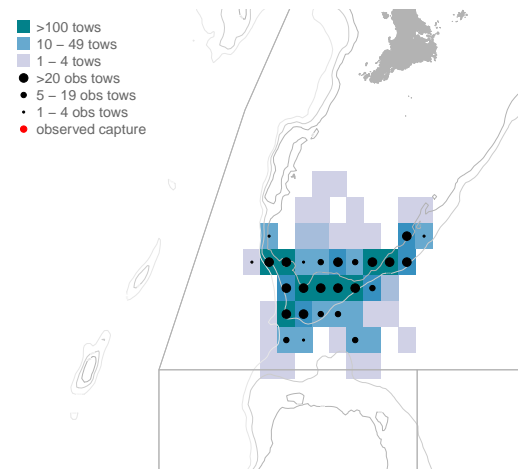 >100 tows
10 – 49 tows
1 – 4 tows
>20 obs tows
5 – 19 obs tows
1 – 4 obs tows
observed capture